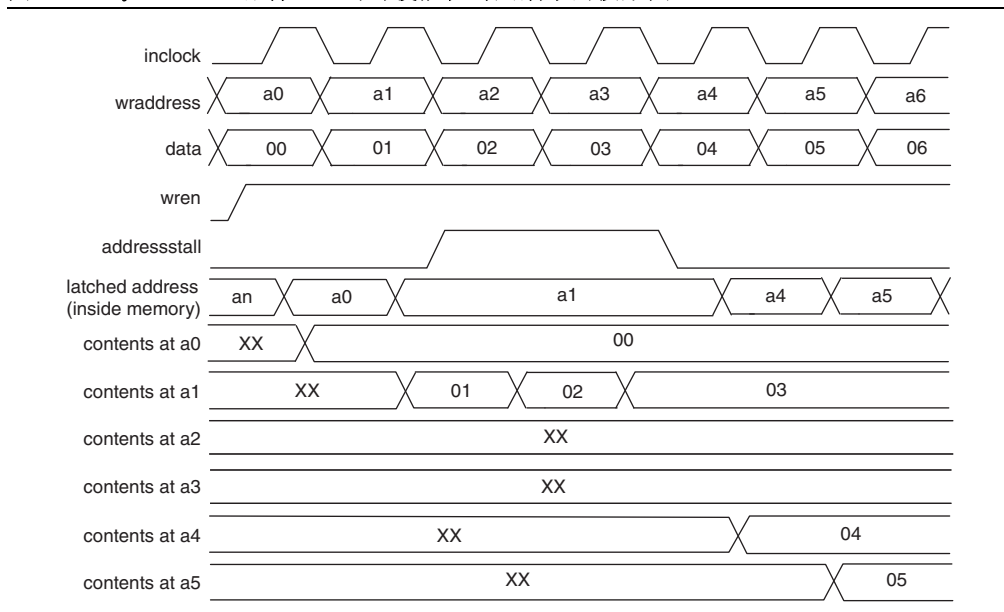 inclock
wraddress a0 a1 a2 a3 a4 a5 a6
data 00 01 02 03 04 05 06
wren
addressstall
latched address
(inside memory) an a0 a1 a4 a5
contents at a0 XX 00
contents at a1 XX 01 02 03
contents at a2 XX
contents at a3 XX
contents at a4 XX 04
contents at a5 XX 05